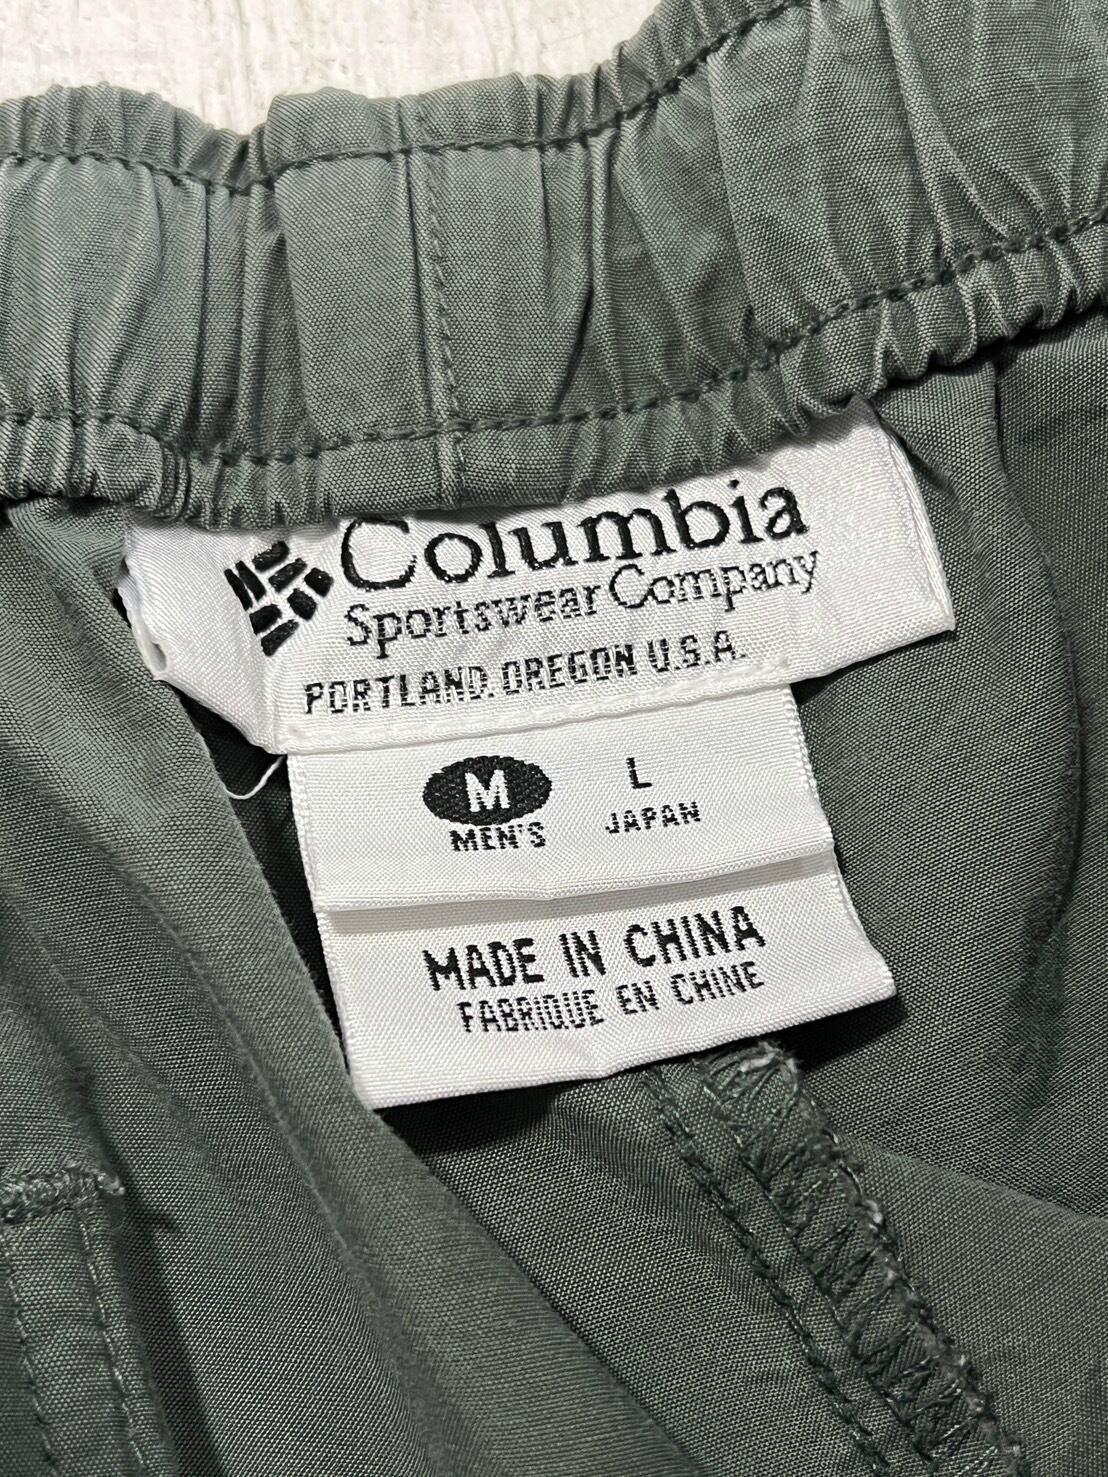 Columbia
Sportswear Company
PORTLAND. OREGON U.S.A.
M L
MEN'S JAPAN
MADE IN CHINA
FABRIQUE EN CHINE